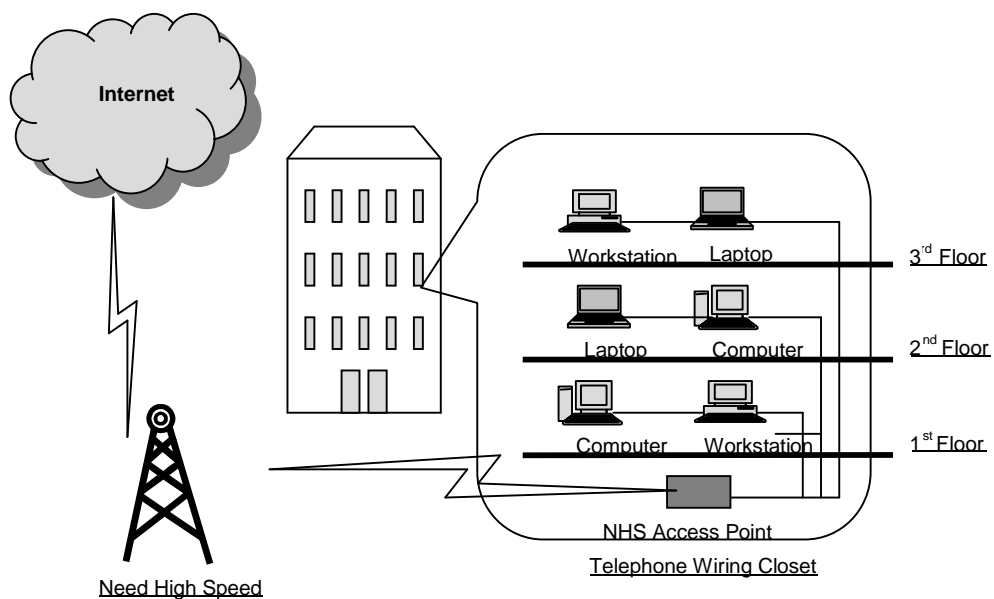 Internet
Workstation Laptop
3rd Floor
Laptop Computer
2nd Floor
Computer Workstation
1st Floor
NHS Access Point
Telephone Wiring Closet
Need High Speed